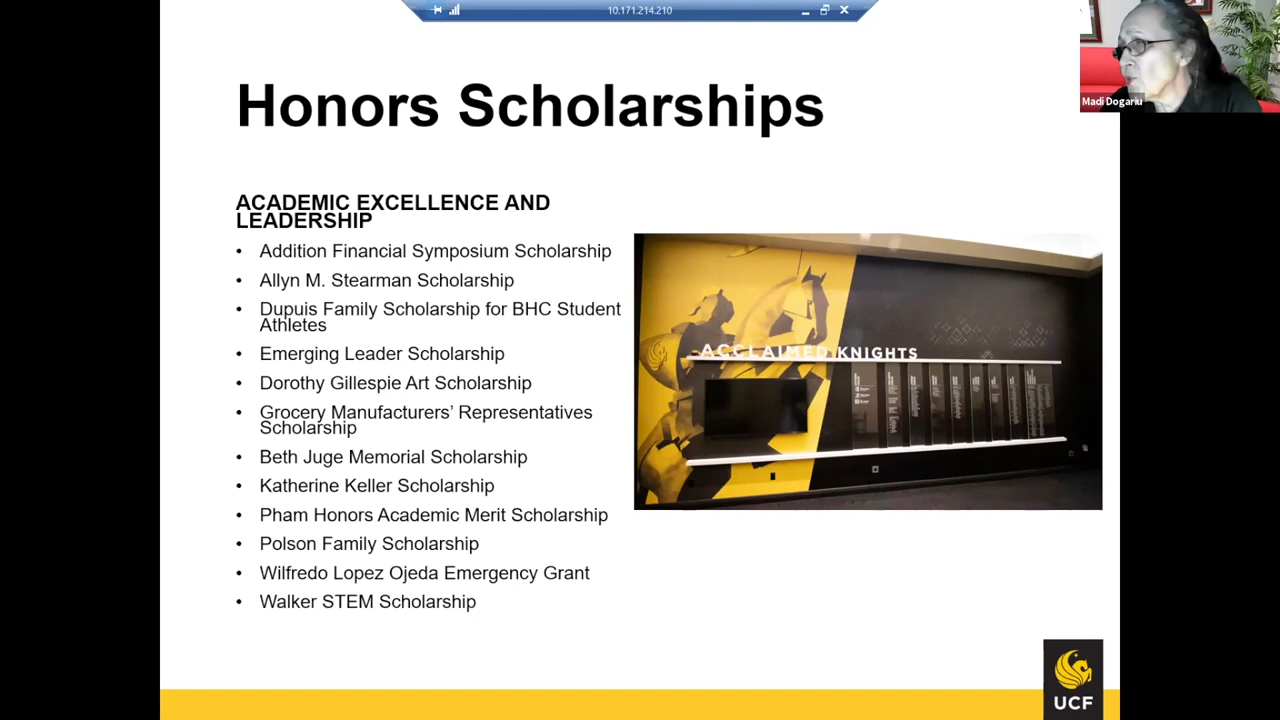 10.171.214.210
Honors Scholarships
Madi Dogariu
ACADEMIC EXCELLENCE AND
LEADERSHIP
• Addition Financial Symposium Scholarship
• Allyn M. Stearman Scholarship
• Dupuis Family Scholarship for BHC Student
Athletes
• Emerging Leader Scholarship
• Dorothy Gillespie Art Scholarship
• Grocery Manufacturers’ Representatives
Scholarship
• Beth Juge Memorial Scholarship
• Katherine Keller Scholarship
• Pham Honors Academic Merit Scholarship
• Polson Family Scholarship
• Wilfredo Lopez Ojeda Emergency Grant
• Walker STEM Scholarship
ACCLAIMED KNIGHTS
UCF